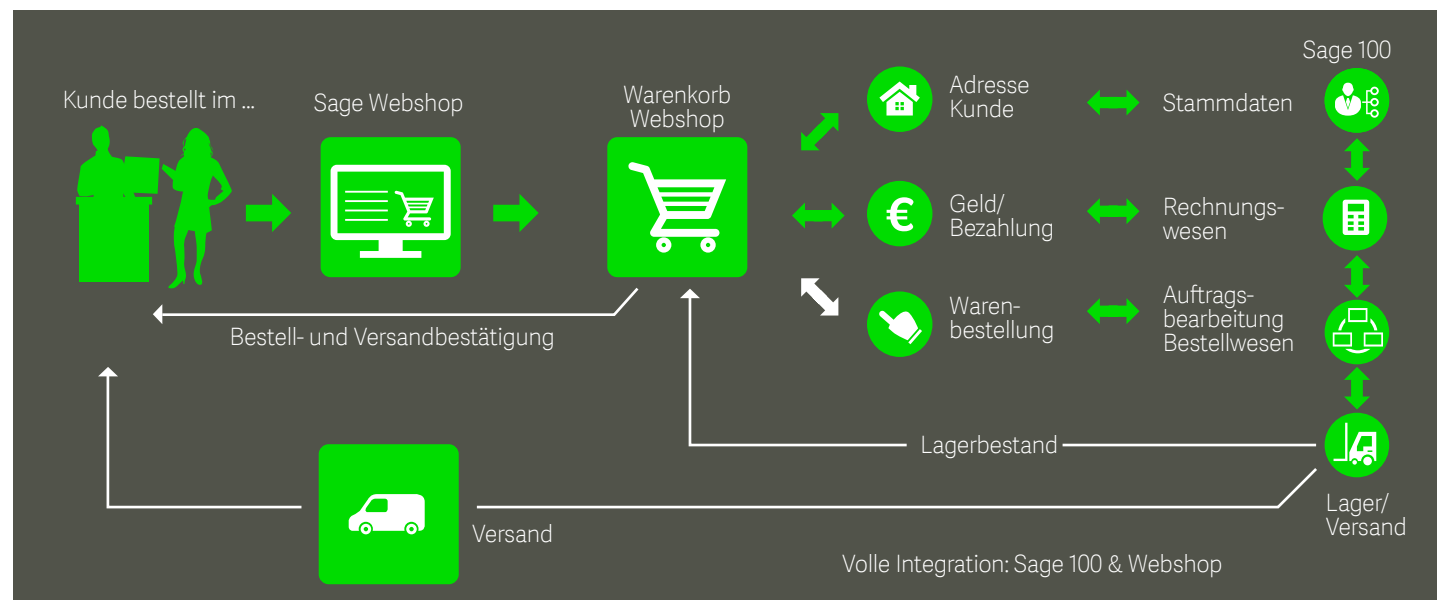 Sage 100
Kunde bestellt im ...
Sage Webshop
Warenkorb
Webshop
Adresse
Kunde
Stammdaten
Geld/
Bezahlung
Rechnungs-
wesen
Waren-
bestellung
Auftrags-
bearbeitung
Bestellwesen
Bestell- und Versandbestätigung
Lagerbestand
Lager/
Versand
Versand
Volle Integration: Sage 100 & Webshop